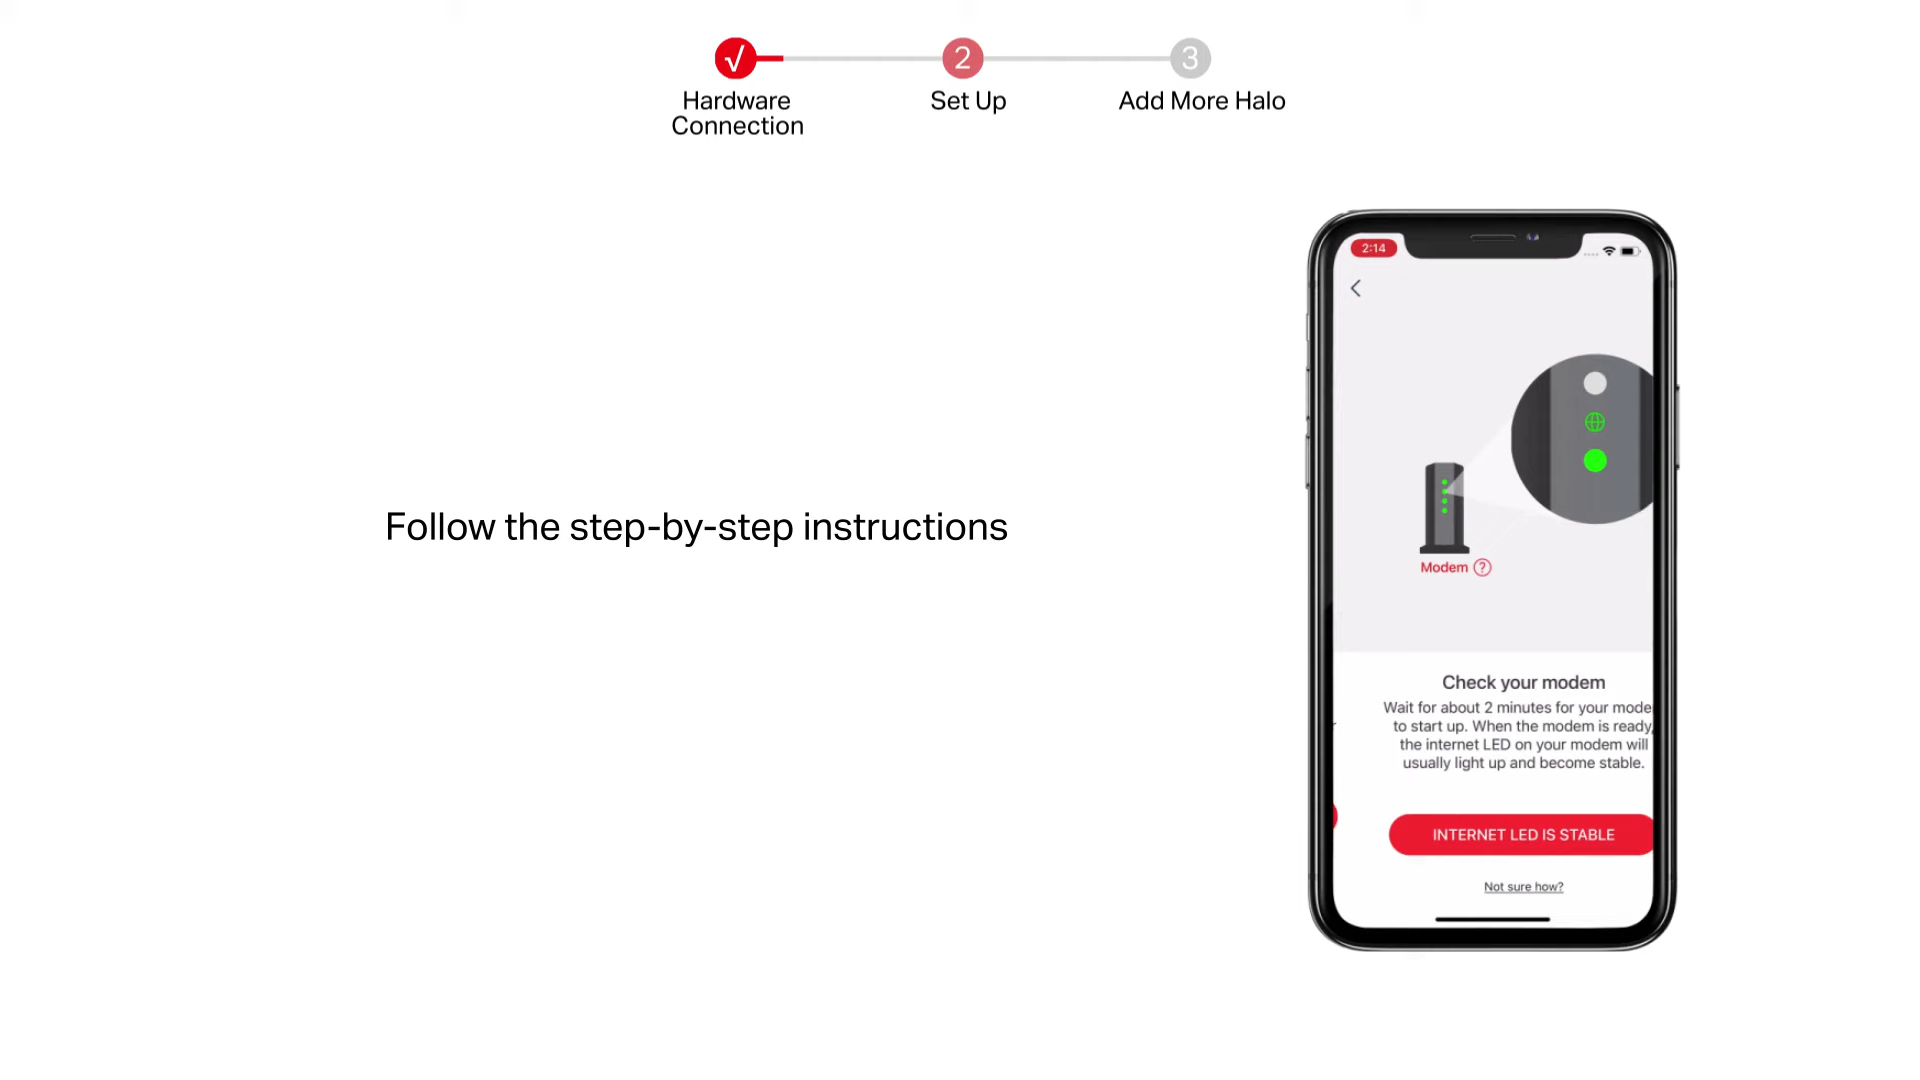 √ 2 3
Hardware
Connection
Set Up
Add More Halo
Follow the step-by-step instructions
2:14
Modem ?
Check your modem
Wait for about 2 minutes for your mode
to start up. When the modem is ready,
the internet LED on your modem will
usually light up and become stable.
INTERNET LED IS STABLE
Not sure how?